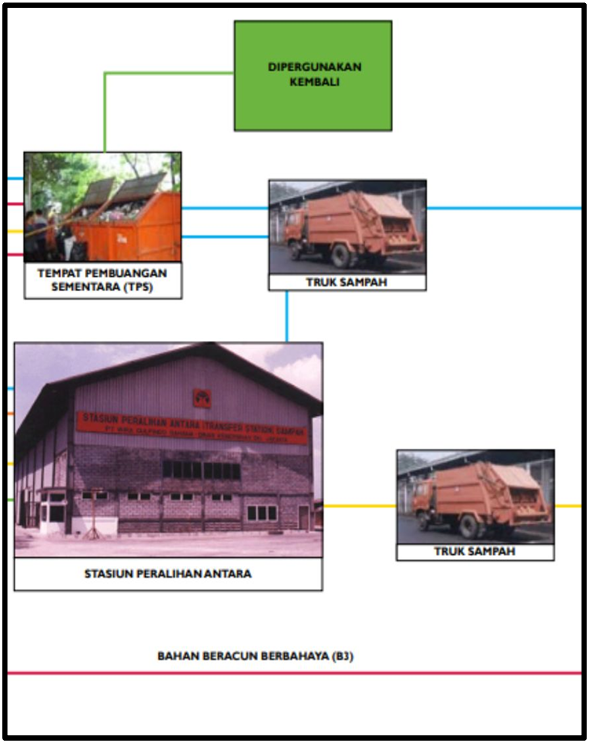 DIPERGUNAKAN
KEMBALI
TEMPAT PEMBUANGAN
SEMENTARA (TPS)
TRUK SAMPAH
STASIUN PERALIHAN ANTARA (TRANSFER STATION) SAMPAH
STASIUN PERALIHAN ANTARA
TRUK SAMPAH
BAHAN BERACUN BERBAHAYA (B3)